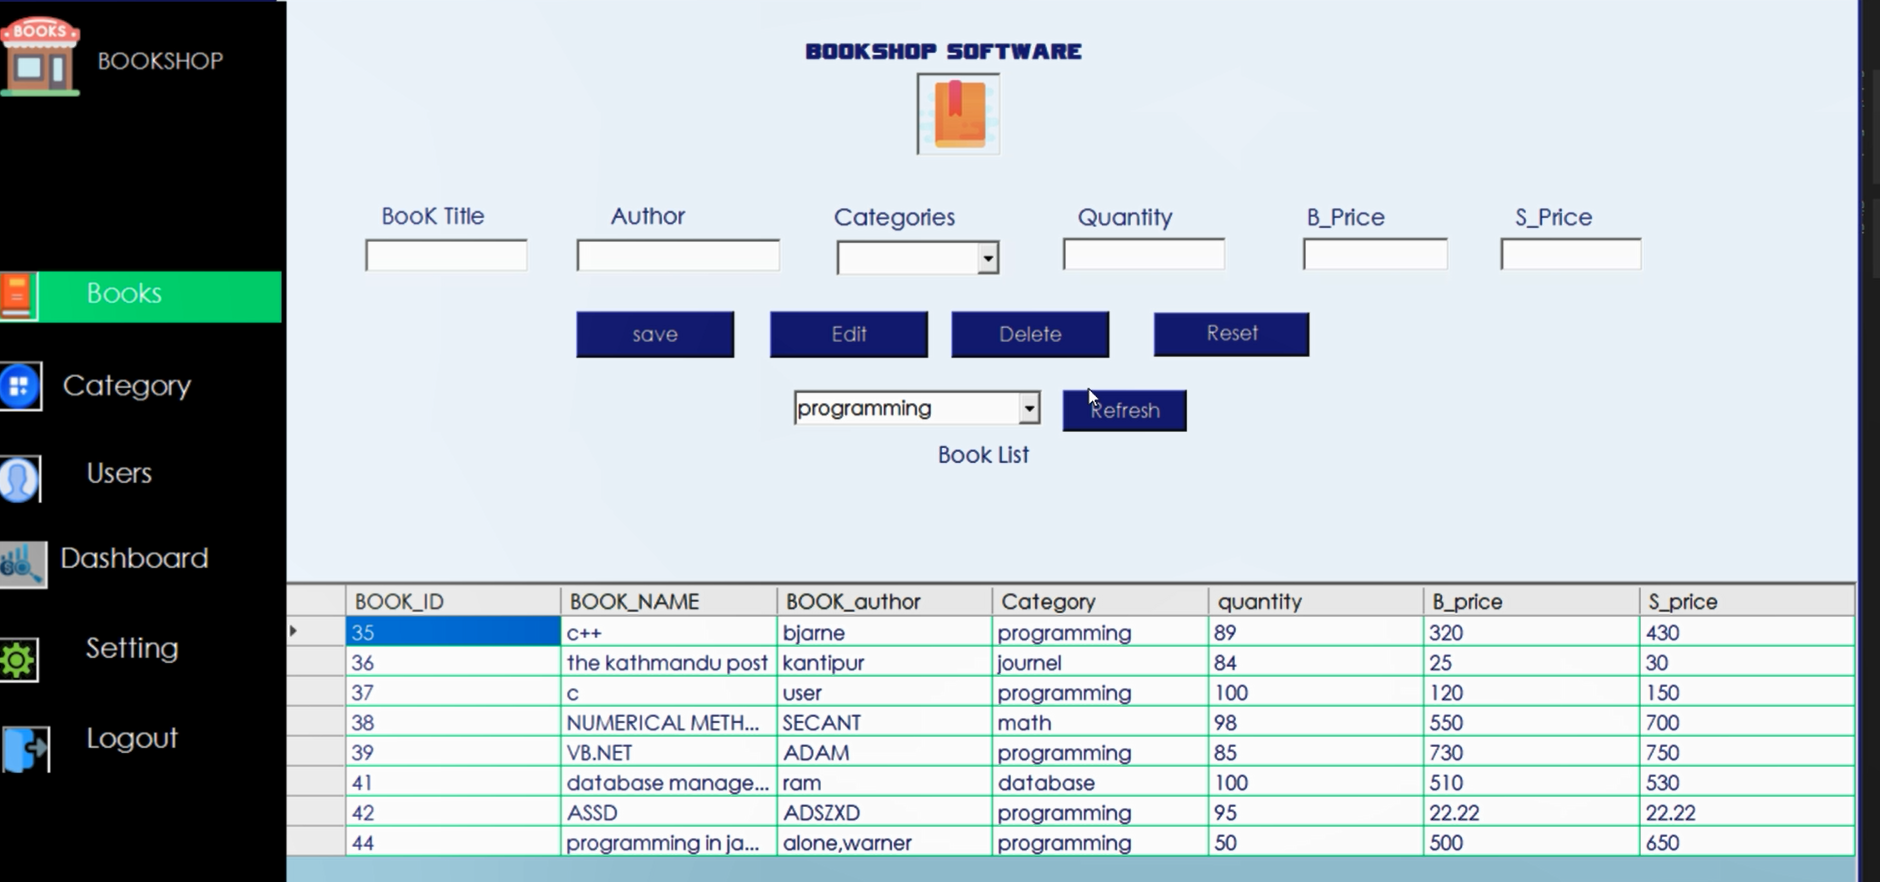 BOOKS
BOOKSHOP
BOOKSHOP SOFTWARE
BooK Title Author Categories Quantity B_Price S_Price
save Edit Delete Reset
programming Refresh
Book List
Books
Category
Users
Dashboard
Setting
Logout
BOOK_ID BOOK_NAME BOOK_author Category quantity B_price S_price
35 c++ bjarne programming 89 320 430
36 the kathmandu post kantipur journel 84 25 30
37 c user programming 100 120 150
38 NUMERICAL METH... SECANT math 98 550 700
39 VB.NET ADAM programming 85 730 750
41 database manage... ram database 100 510 530
42 ASSD ADSZXD programming 95 22.22 22.22
44 programming in ja... alone,warner programming 50 500 650